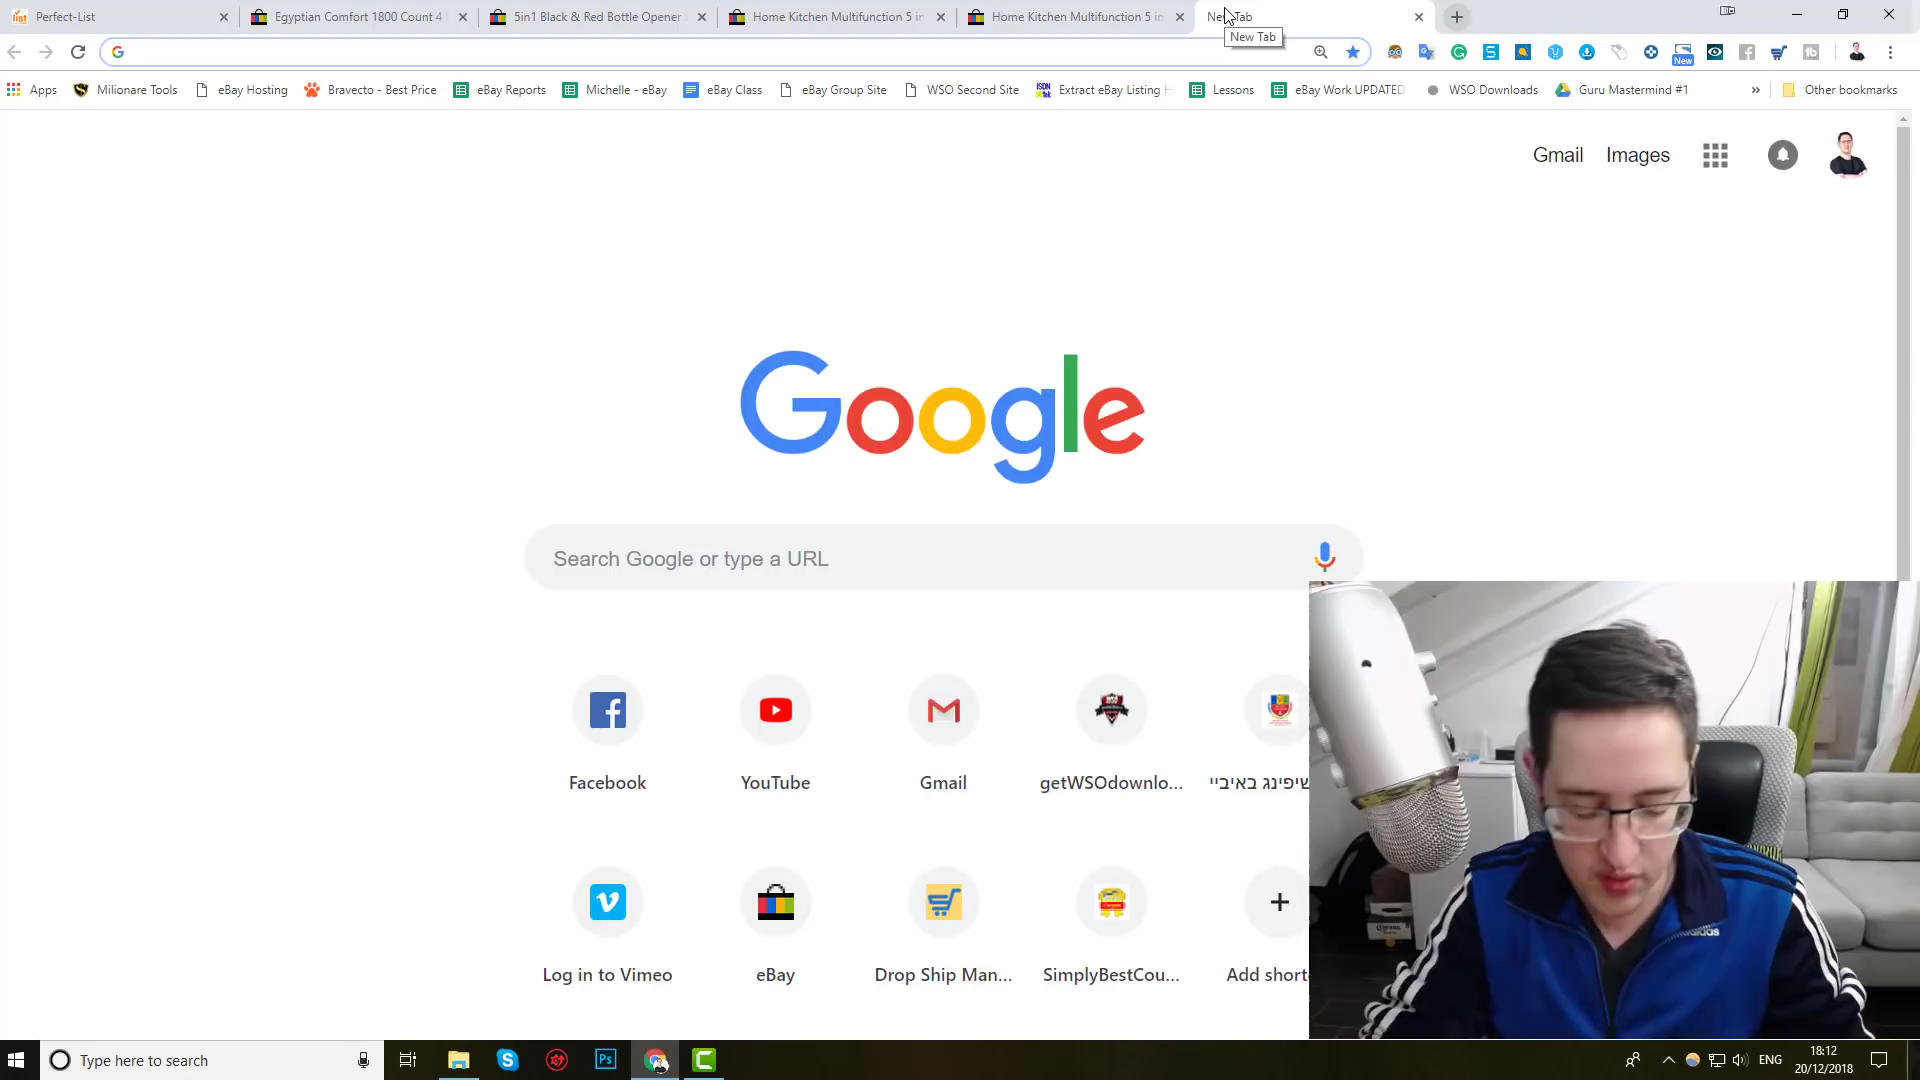 Perfect-List
Egyptian Comfort 1800 Count 4
5in1 Black & Red Bottle Opener
Home Kitchen Multifunction 5 in
Home Kitchen Multifunction 5 in
New Tab
New Tab
New
Apps
Milionare Tools
eBay Hosting
Bravecto - Best Price
eBay Reports
Michelle - eBay
eBay Class
eBay Group Site
WSO Second Site
Extract eBay Listing
Lessons
eBay Work UPDATED
WSO Downloads
Guru Mastermind #1
Other bookmarks
Gmail
Images
Google
Search Google or type a URL
Facebook
YouTube
Gmail
getWSOdownlo...
שיפינג באיביי
Log in to Vimeo
eBay
Drop Ship Man...
SimplyBestCou...
Add short
adidas
Type here to search
ENG
18:12
20/12/2018